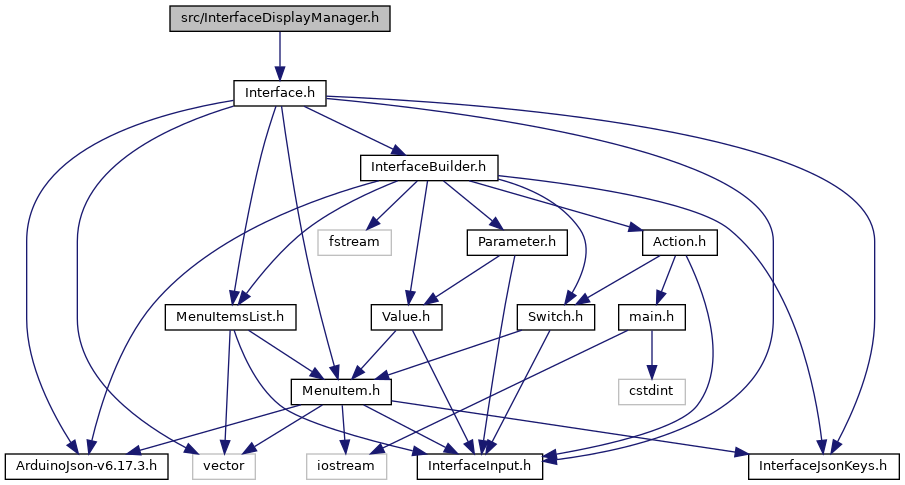 src/InterfaceDisplayManager.h
Interface.h
InterfaceBuilder.h
fstream
Parameter.h
Action.h
MenuItemsList.h
Value.h
Switch.h
main.h
MenuItem.h
cstdint
ArduinoJson-v6.17.3.h
vector
iostream
InterfaceInput.h
InterfaceJsonKeys.h